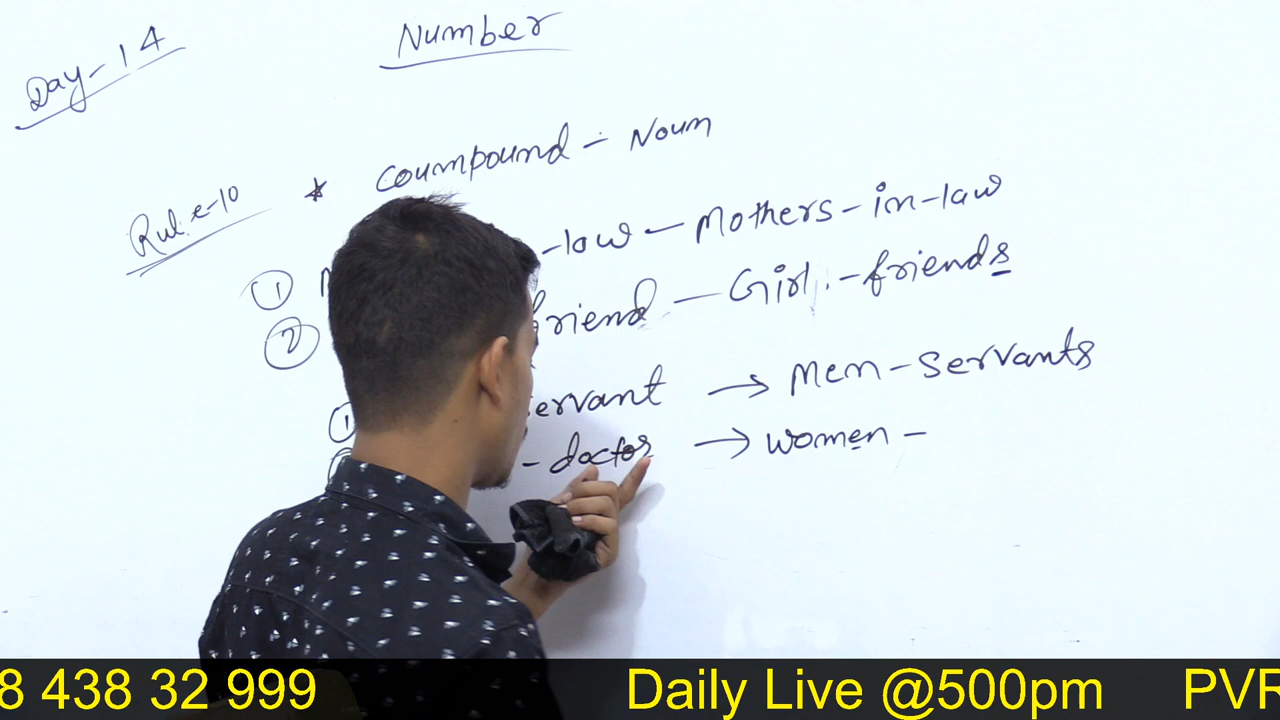 Day-14
Number
Rule-10 * Coumpound - Noun
① -law - Mothers-in-law
② friend - Girl-friends
① ervant → Men-servants
- doctor → women -
8 438 32 999 Daily Live @500pm PVR